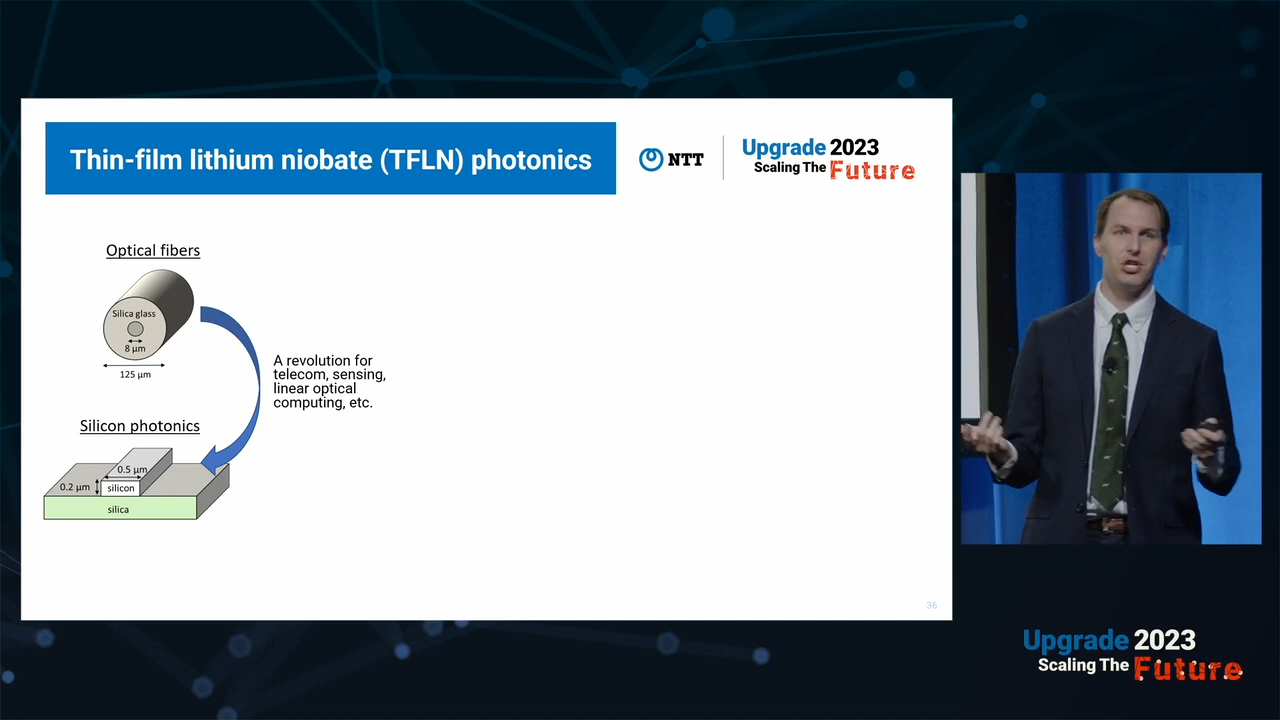 Thin-film lithium niobate (TFLN) photonics
NTT
Upgrade 2023
Scaling The Future
Optical fibers
Silica glass
8 µm
125 µm
A revolution for
telecom, sensing,
linear optical
computing, etc.
Silicon photonics
0.5 µm
0.2 µm
silicon
silica
36
Upgrade 2023
Scaling The Future